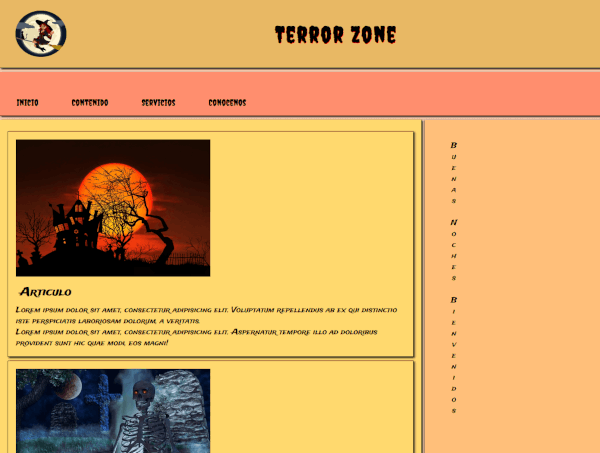 TERROR ZONE
INICIO CONTENIDO SERVICIOS CONOCENOS
Articulo
Lorem ipsum dolor sit amet, consectetur adipisicing elit. Voluptatum repellendus ab ex qui distinctio
iste perspiciatis laboriosam dolorum, a veritatis.
Lorem ipsum dolor sit amet, consectetur adipisicing elit. Aspernatur tempore illo ad doloribus
provident sunt hic quae modi, eos magni!
B
u
e
n
a
s
N
o
c
h
e
s
B
i
e
n
v
e
n
i
d
o
s